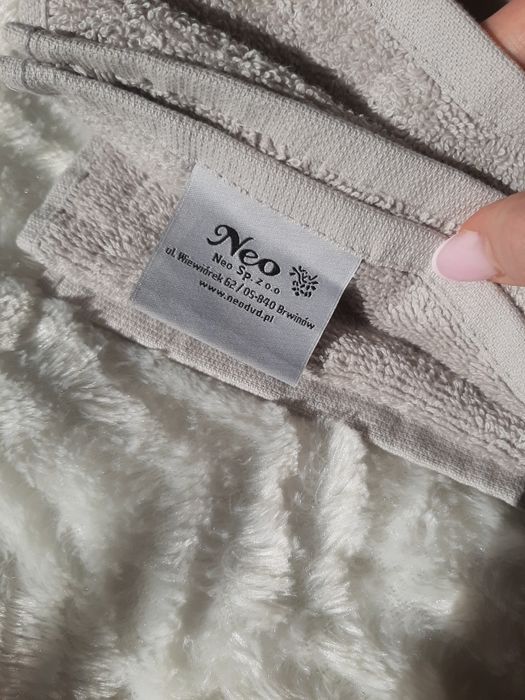 Neo
Neo Sp. z o.o
ul. Wiewiórek 62 / 05-840 Brwinów
www.neodvd.pl